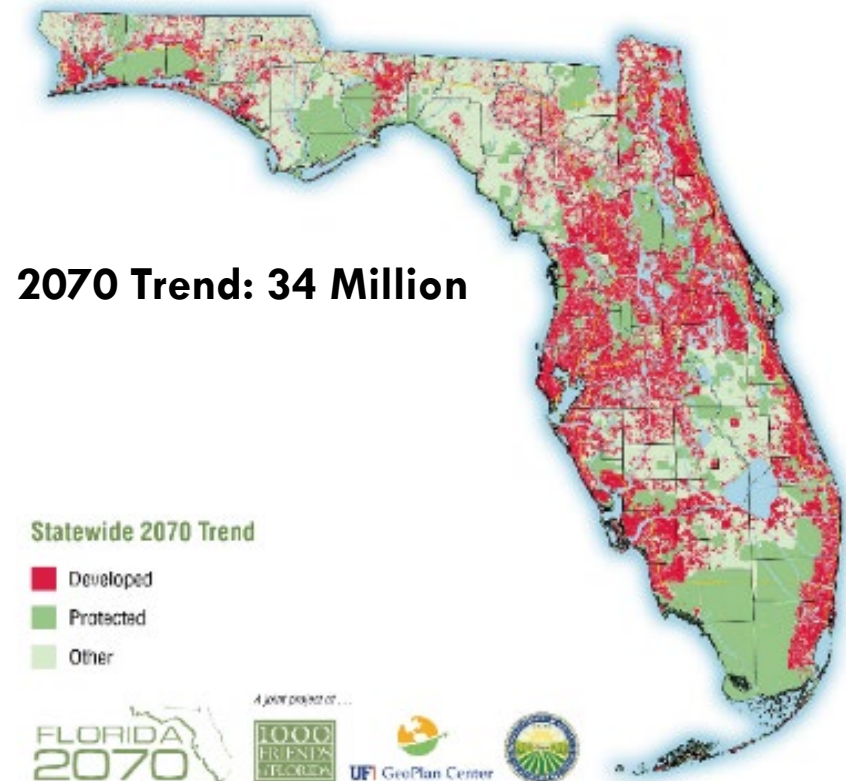 2070 Trend: 34 Million
Statewide 2070 Trend
Developed
Protected
Other
A joint project of ...
FLORIDA
2070
1000
FRIENDS
OF FLORIDA
UF GeoPlan Center